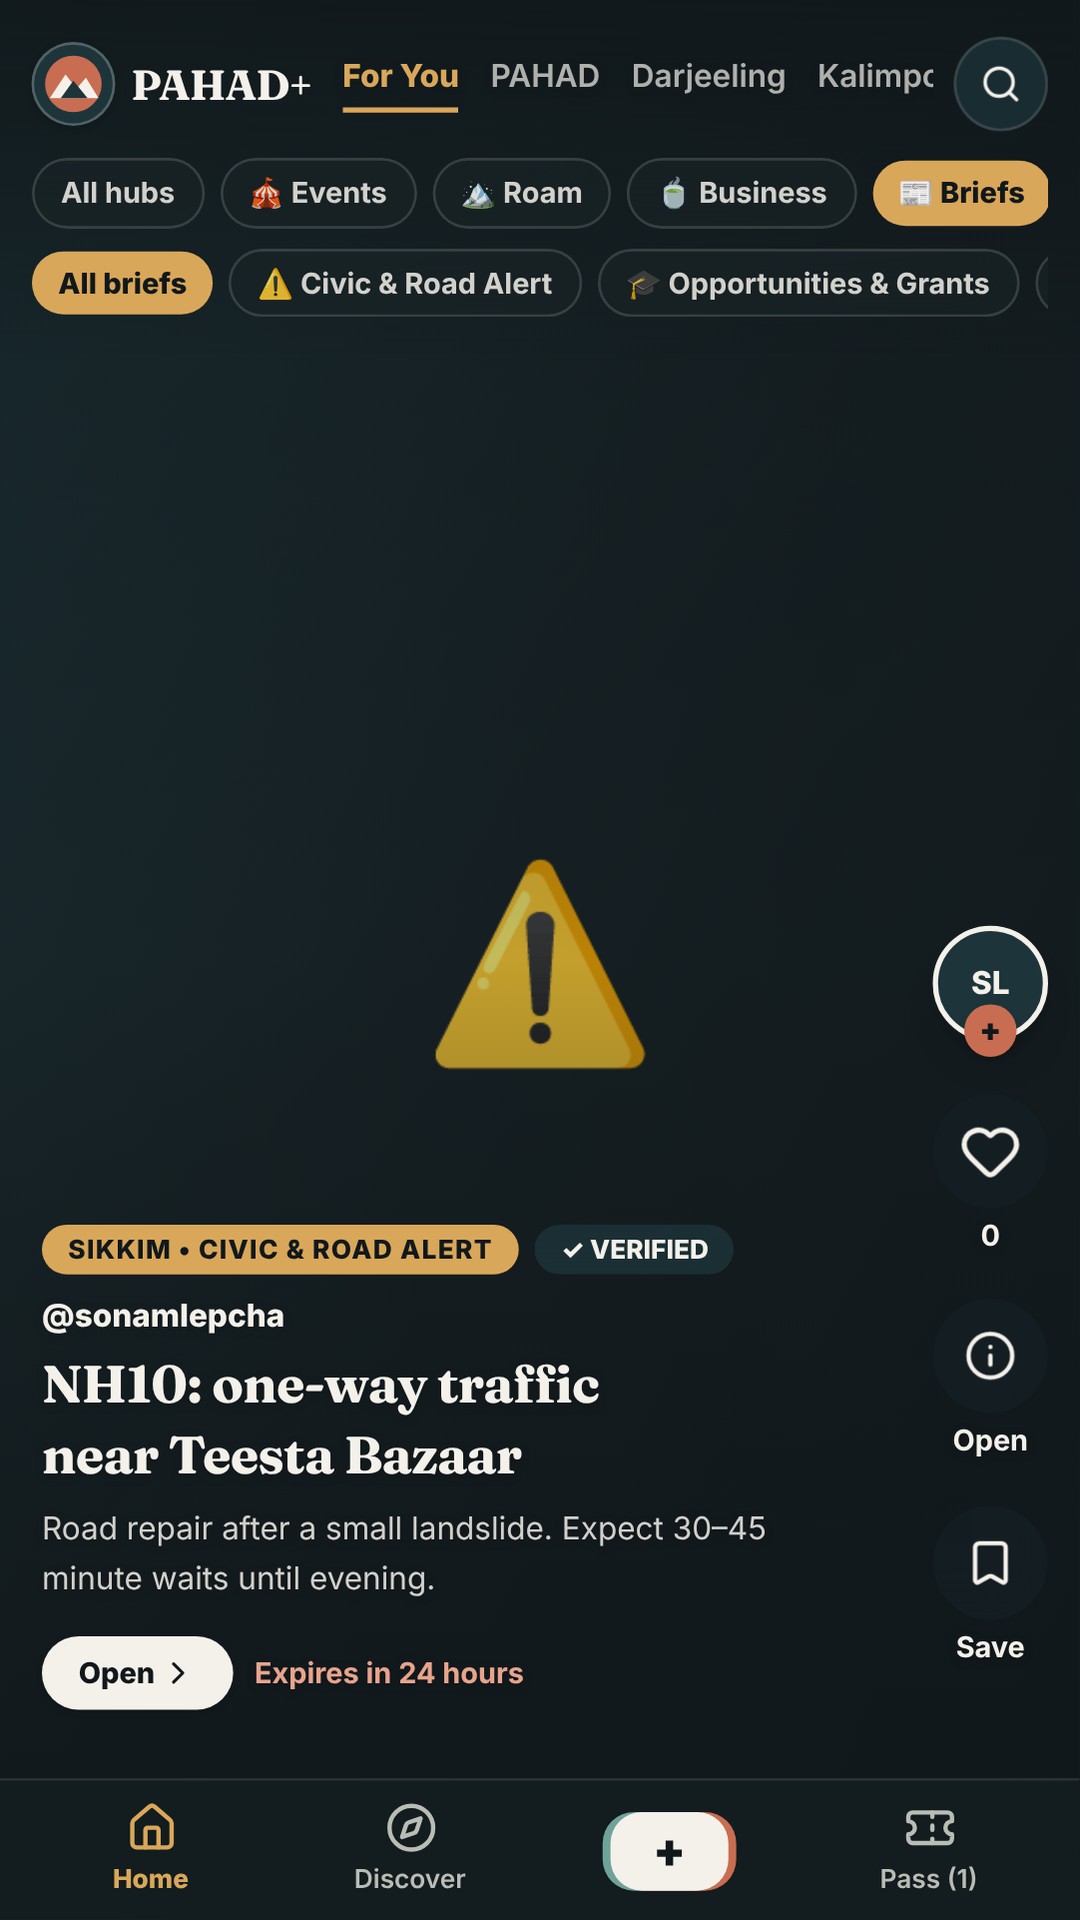 PAHAD+
For You
PAHAD
Darjeeling
Kalimpo
All hubs
Events
Roam
Business
Briefs
All briefs
Civic & Road Alert
Opportunities & Grants
SL
+
0
SIKKIM • CIVIC & ROAD ALERT
✓ VERIFIED
@sonamlepcha
NH10: one-way traffic
near Teesta Bazaar
Open
Road repair after a small landslide. Expect 30–45
minute waits until evening.
Save
Open
Expires in 24 hours
Home
Discover
+
Pass (1)